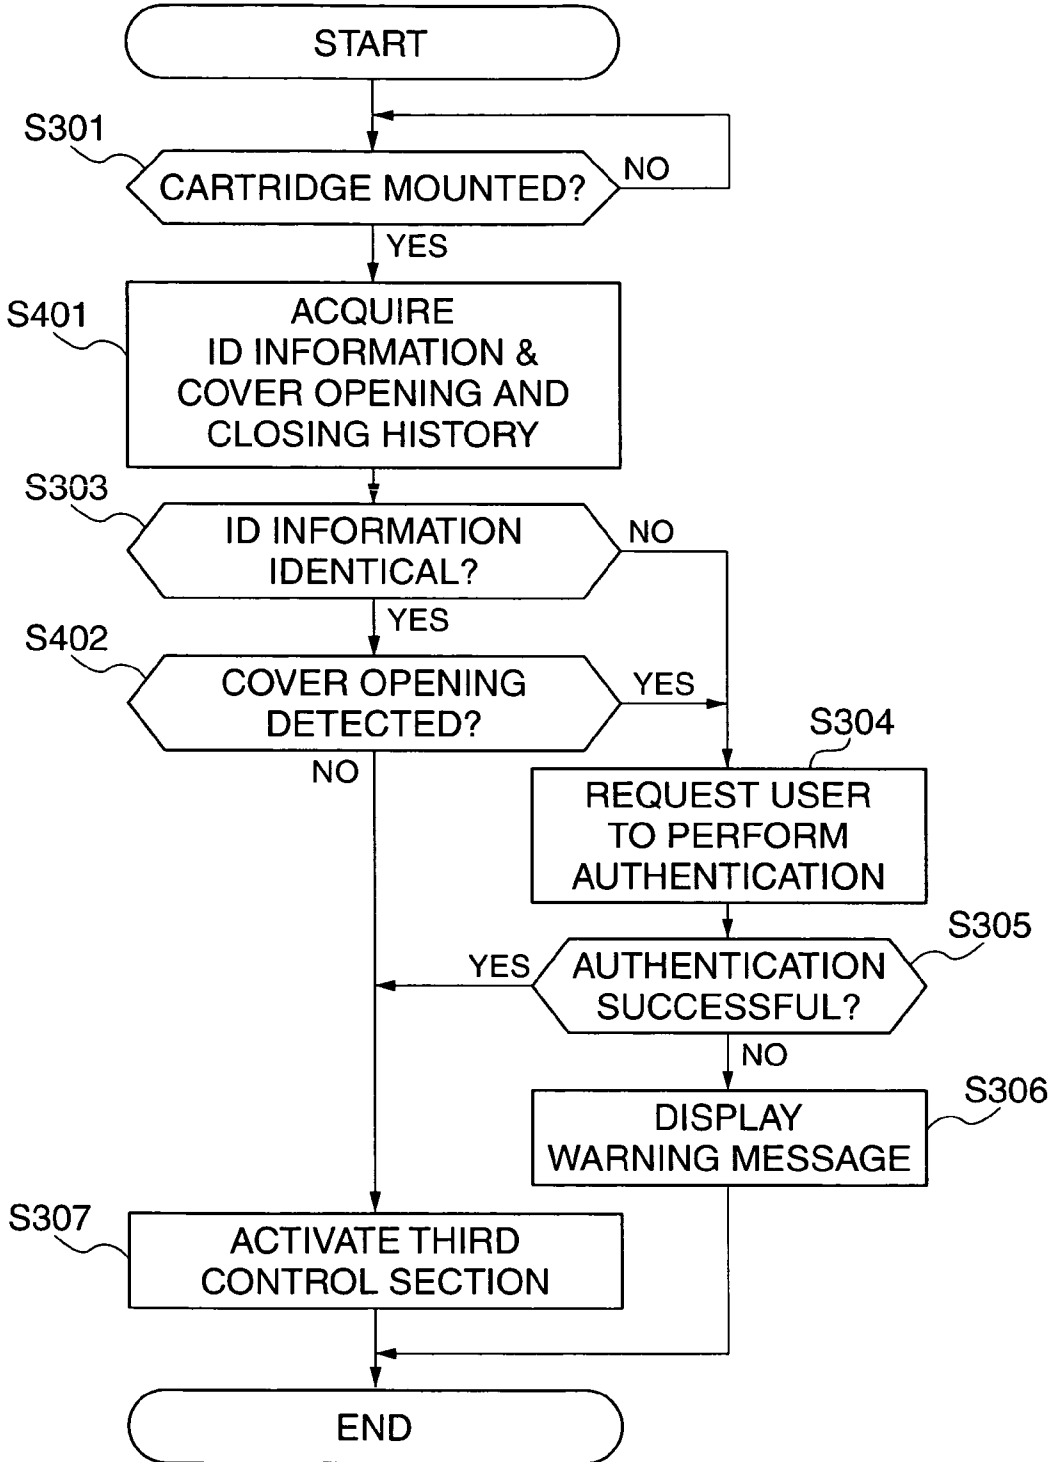 START
S301
CARTRIDGE MOUNTED?
NO
YES
S401
ACQUIRE
ID INFORMATION &
COVER OPENING AND
CLOSING HISTORY
S303
ID INFORMATION
IDENTICAL?
NO
YES
S402
COVER OPENING
DETECTED?
YES
NO
S304
REQUEST USER
TO PERFORM
AUTHENTICATION
S305
AUTHENTICATION
SUCCESSFUL?
YES
NO
S306
DISPLAY
WARNING MESSAGE
S307
ACTIVATE THIRD
CONTROL SECTION
END